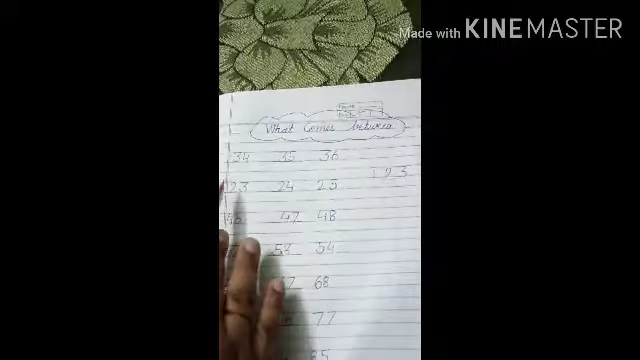 Made with KINEMASTER
What Comes between
34 35 36
1 2 3
23 24 25
46 47 48
53 54
68
77